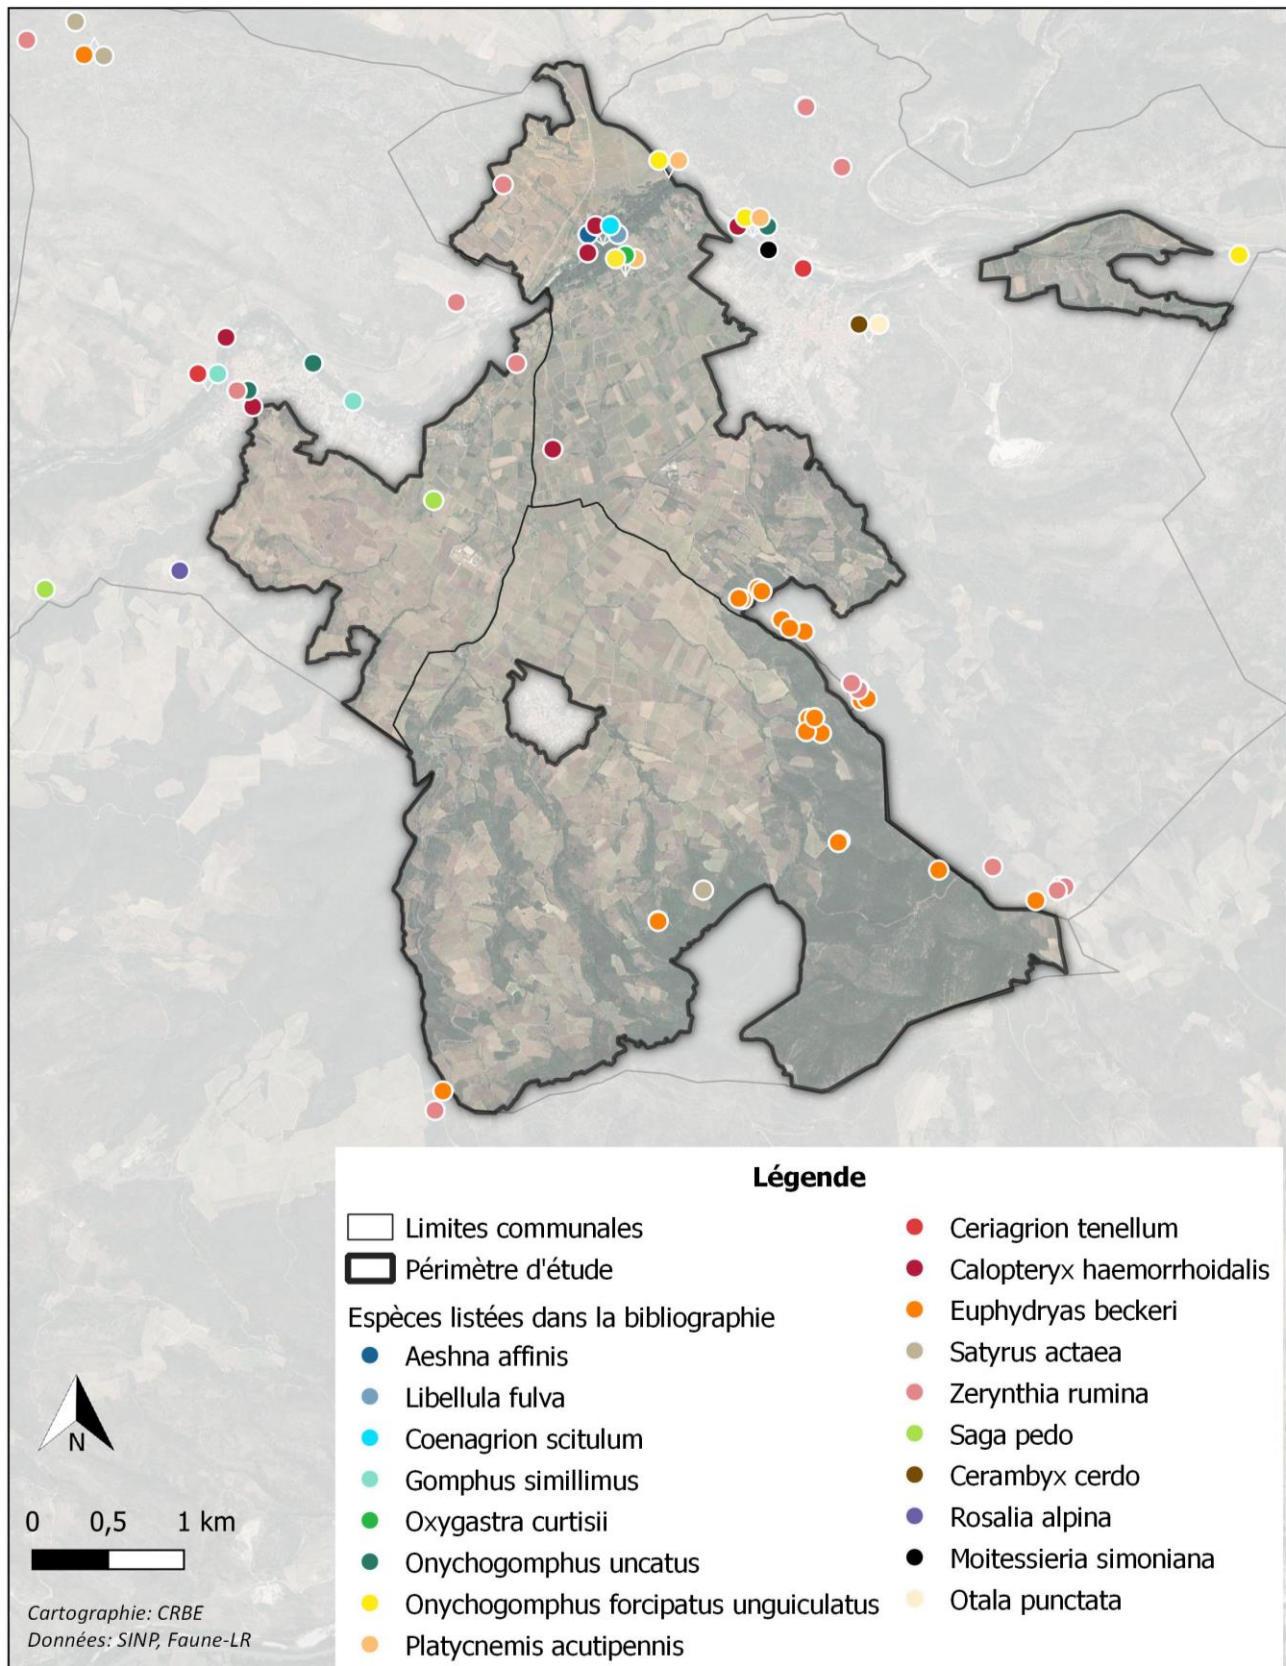 Légende
Limites communales
Périmètre d'étude
Espèces listées dans la bibliographie
Aeshna affinis
Libellula fulva
Coenagrion scitulum
Gomphus simillimus
Oxygastra curtisii
Onychogomphus uncatus
Onychogomphus forcipatus unguiculatus
Platycnemis acutipennis
Ceriagrion tenellum
Calopteryx haemorrhoidalis
Euphydryas beckeri
Satyrus actaea
Zerynthia rumina
Saga pedo
Cerambyx cerdo
Rosalia alpina
Moitessieria simoniana
Otala punctata
N
0 0,5 1 km
Cartographie: CRBE
Données: SINP, Faune-LR